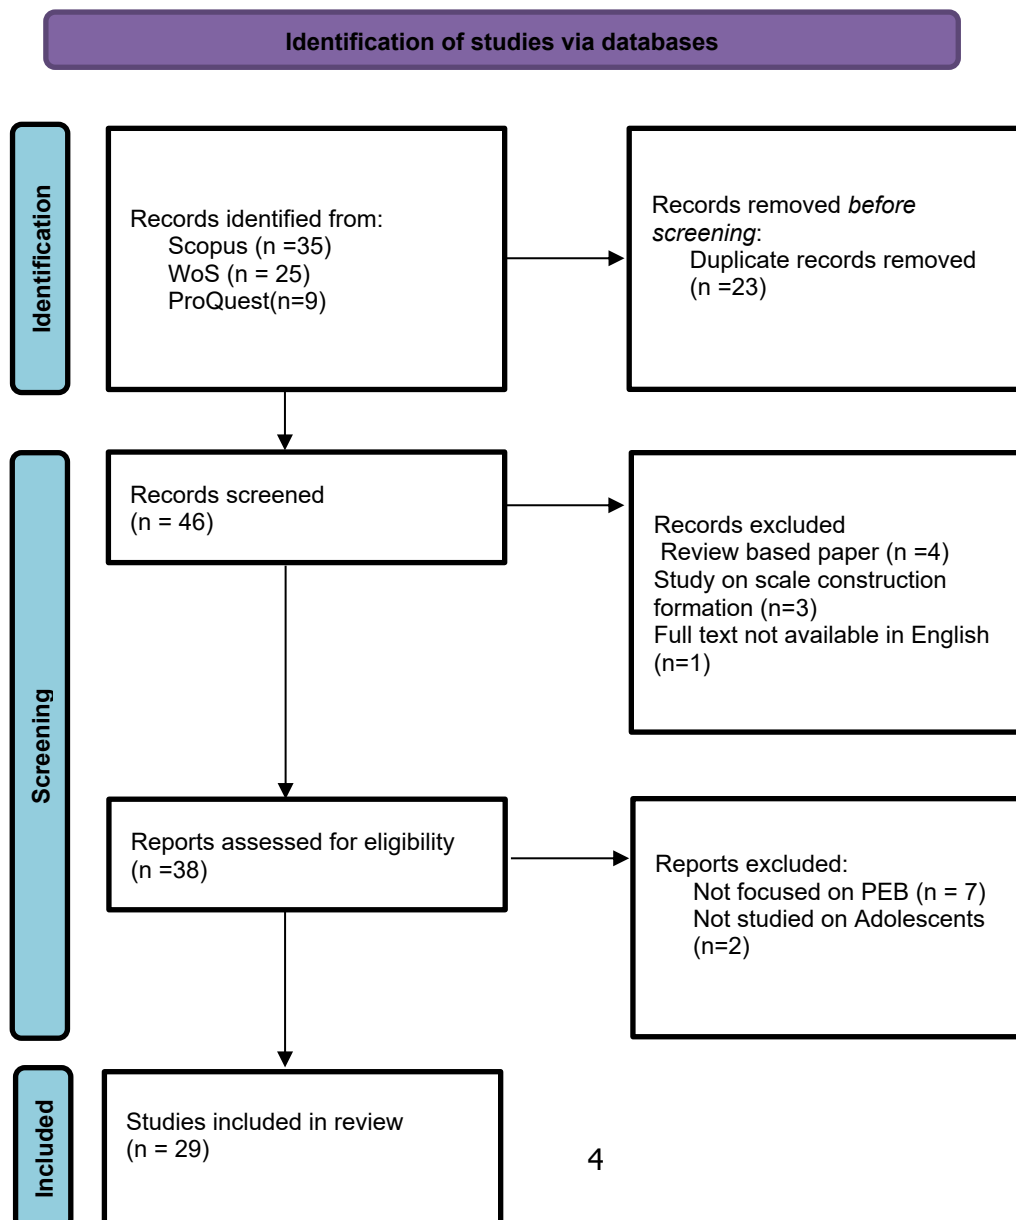 Identification of studies via databases
Identification
Records identified from:
Scopus (n =35)
WoS (n = 25)
ProQuest(n=9)
Records removed before
screening:
Duplicate records removed
(n =23)
Screening
Records screened
(n = 46)
Records excluded
Review based paper (n =4)
Study on scale construction
formation (n=3)
Full text not available in English
(n=1)
Reports assessed for eligibility
(n =38)
Reports excluded:
Not focused on PEB (n = 7)
Not studied on Adolescents
(n=2)
Included
Studies included in review
(n = 29)
4